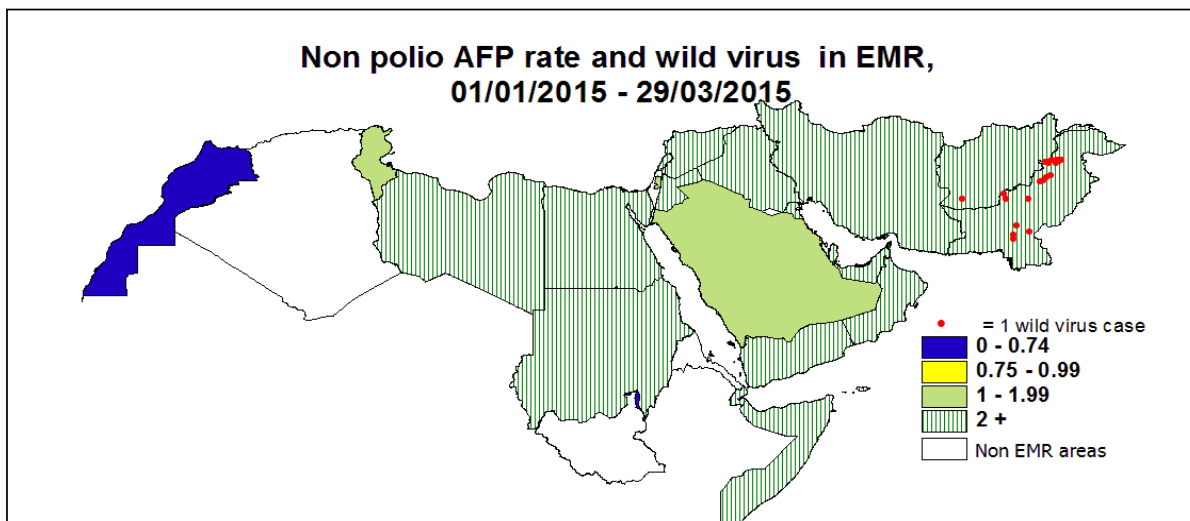 Non polio AFP rate and wild virus in EMR,
01/01/2015 - 29/03/2015
= 1 wild virus case
0 - 0.74
0.75 - 0.99
1 - 1.99
2 +
Non EMR areas